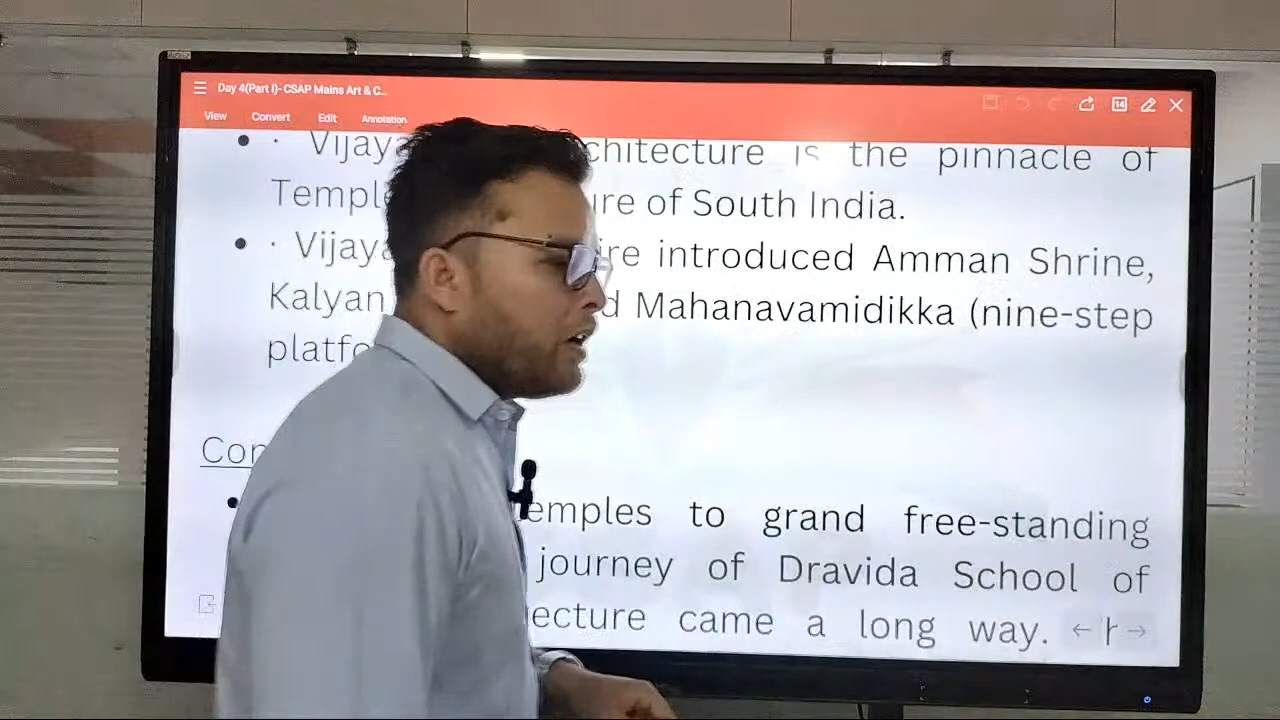 Day 4(Part I)- CSAP Mains Art & C...
View Convert Edit Annotation
14
• · Vijaya chitecture is the pinnacle of
Temple ure of South India.
• · Vijaya ire introduced Amman Shrine,
Kalyan d Mahanavamidikka (nine-step
platfo
Con
• emples to grand free-standing
journey of Dravida School of
ecture came a long way.